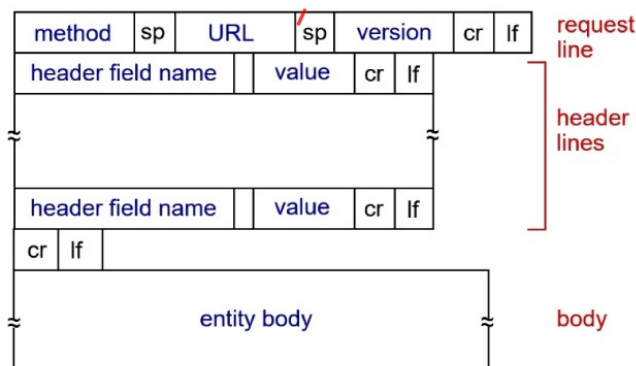 method sp URL sp version cr lf request
line
header field name value cr lf
header
lines
header field name value cr lf
cr lf
entity body body